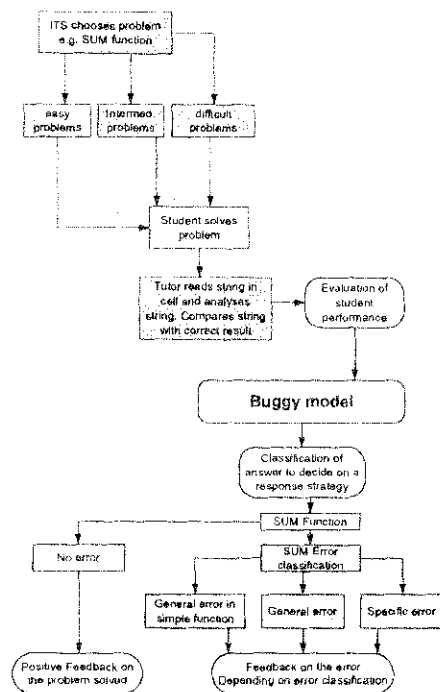 ITS chooses problem
e.g. SUM function
easy
problems
Intermed.
problems
difficult
problems
Student solves
problem
Tutor reads string in
cell and analyses
string. Compares string
with correct result
Evaluation of
student
performance
Buggy model
Classification of
answer to decide on a
response strategy
SUM Function
No error
SUM Error
classification
General error in
simple function
General error
Specific error
Positive Feedback on
the problem solved
Feedback on the error
Depending on error classification